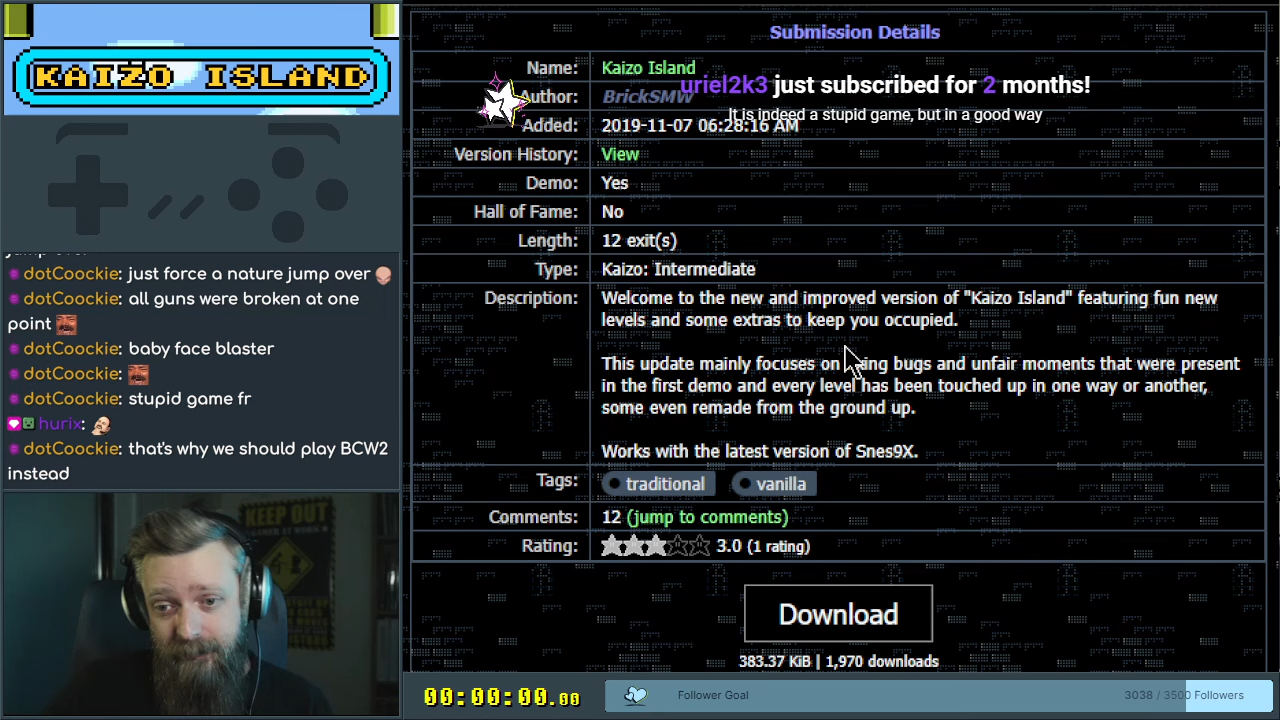 KAIZO ISLAND
dotCoockie: just force a nature jump over
dotCoockie: all guns were broken at one
point
dotCoockie: baby face blaster
dotCoockie:
dotCoockie: stupid game fr
hurix:
dotCoockie: that's why we should play BCW2
instead
Submission Details
Name: Kaizo Island
uriel2k3 just subscribed for 2 months!
It is indeed a stupid game, but in a good way
Author: BrickSMW
Added: 2019-11-07 06:28:16 AM
Version History: View
Demo: Yes
Hall of Fame: No
Length: 12 exit(s)
Type: Kaizo: Intermediate
Description: Welcome to the new and improved version of "Kaizo Island" featuring fun new
levels and some extras to keep you occupied.
This update mainly focuses on fixing bugs and unfair moments that were present
in the first demo and every level has been touched up in one way or another,
some even remade from the ground up.
Works with the latest version of Snes9X.
Tags: traditional vanilla
Comments: 12 (jump to comments)
Rating: 3.0 (1 rating)
Download
383.37 KiB | 1,970 downloads
00:00:00.00
Follower Goal 3038 / 3500 Followers